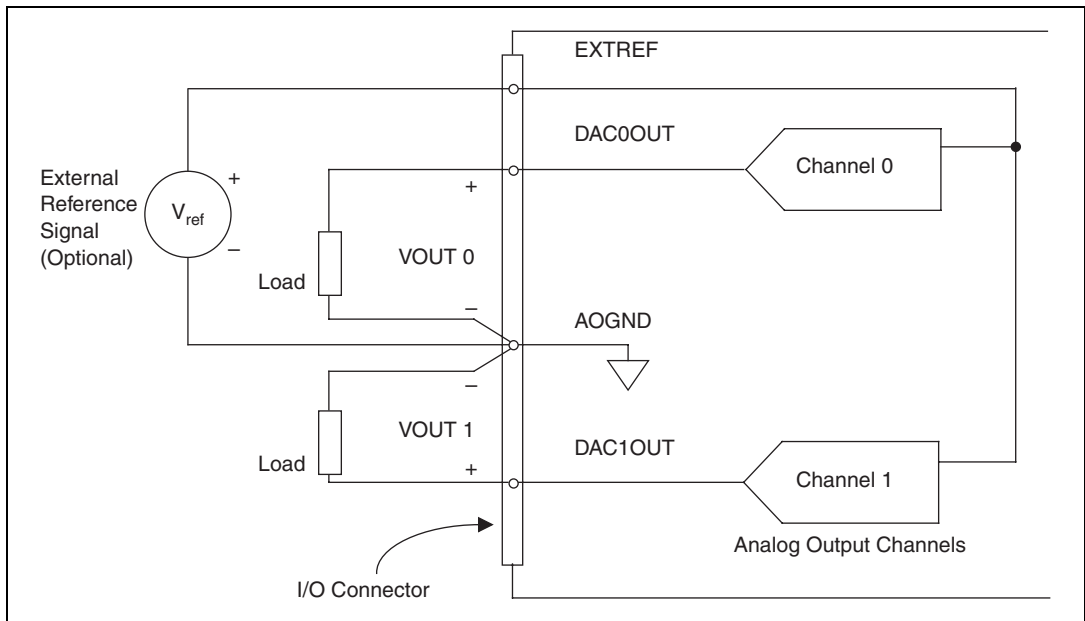 EXTREF
DAC0OUT
Channel 0
External
Reference
Signal
(Optional)
+
Vref
–
+
VOUT 0
Load
–
AOGND
–
VOUT 1
DAC1OUT
Load
+
Channel 1
Analog Output Channels
I/O Connector